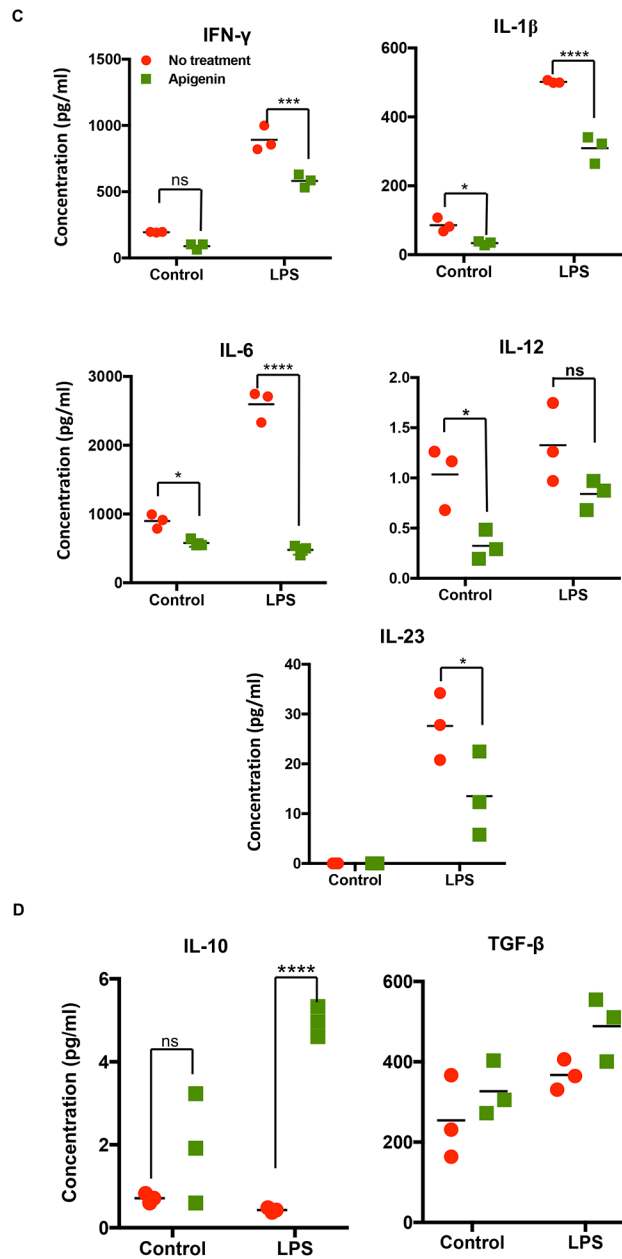 C
IFN-γ
No treatment
Apigenin
Concentration (pg/ml)
1500
1000
500
0
ns
***
Control
LPS
IL-1β
600
400
200
0
*
****
Control
LPS
IL-6
Concentration (pg/ml)
3000
2000
1000
0
*
****
Control
LPS
IL-12
2.0
1.5
1.0
0.5
0.0
*
ns
Control
LPS
IL-23
Concentration (pg/ml)
40
30
20
10
0
*
Control
LPS
D
IL-10
Concentration (pg/ml)
6
4
2
0
ns
****
Control
LPS
TGF-β
600
400
200
0
Control
LPS